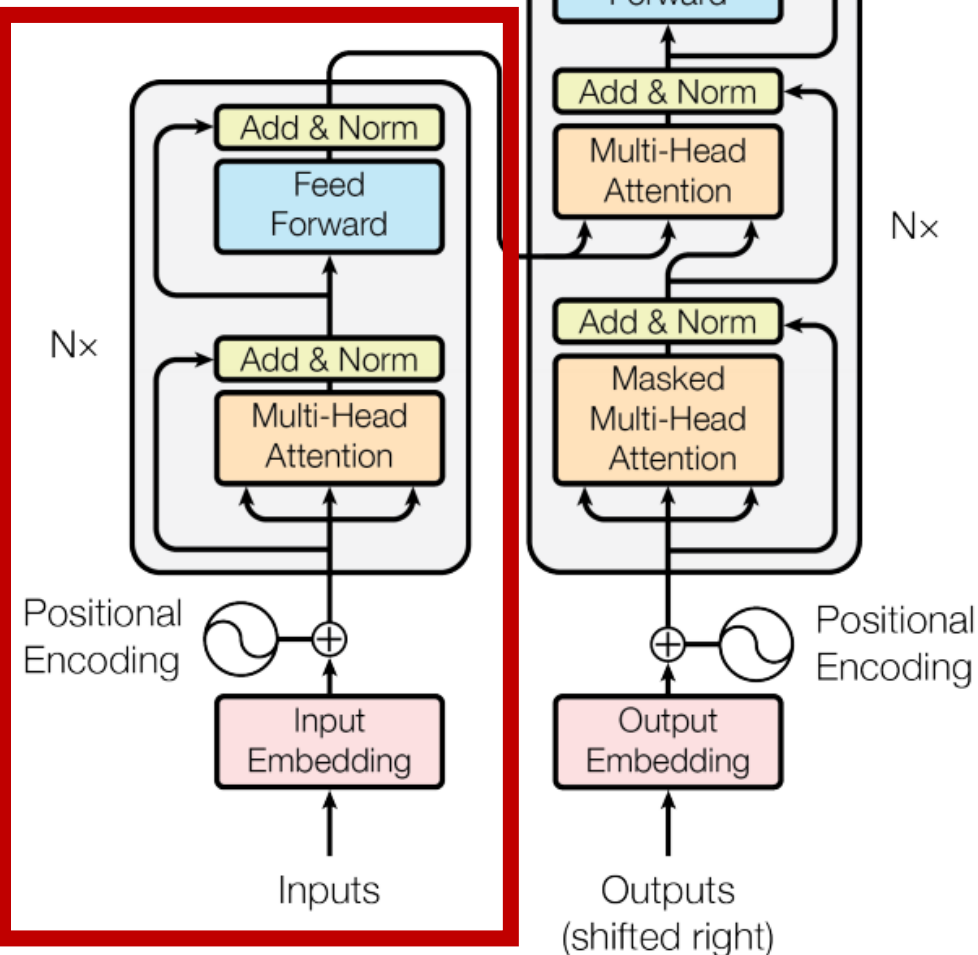 Add & Norm
Feed
Forward
Nx
Add & Norm
Multi-Head
Attention
Positional
Encoding
Input
Embedding
Inputs
Forward
Add & Norm
Multi-Head
Attention
Nx
Add & Norm
Masked
Multi-Head
Attention
Positional
Encoding
Output
Embedding
Outputs
(shifted right)